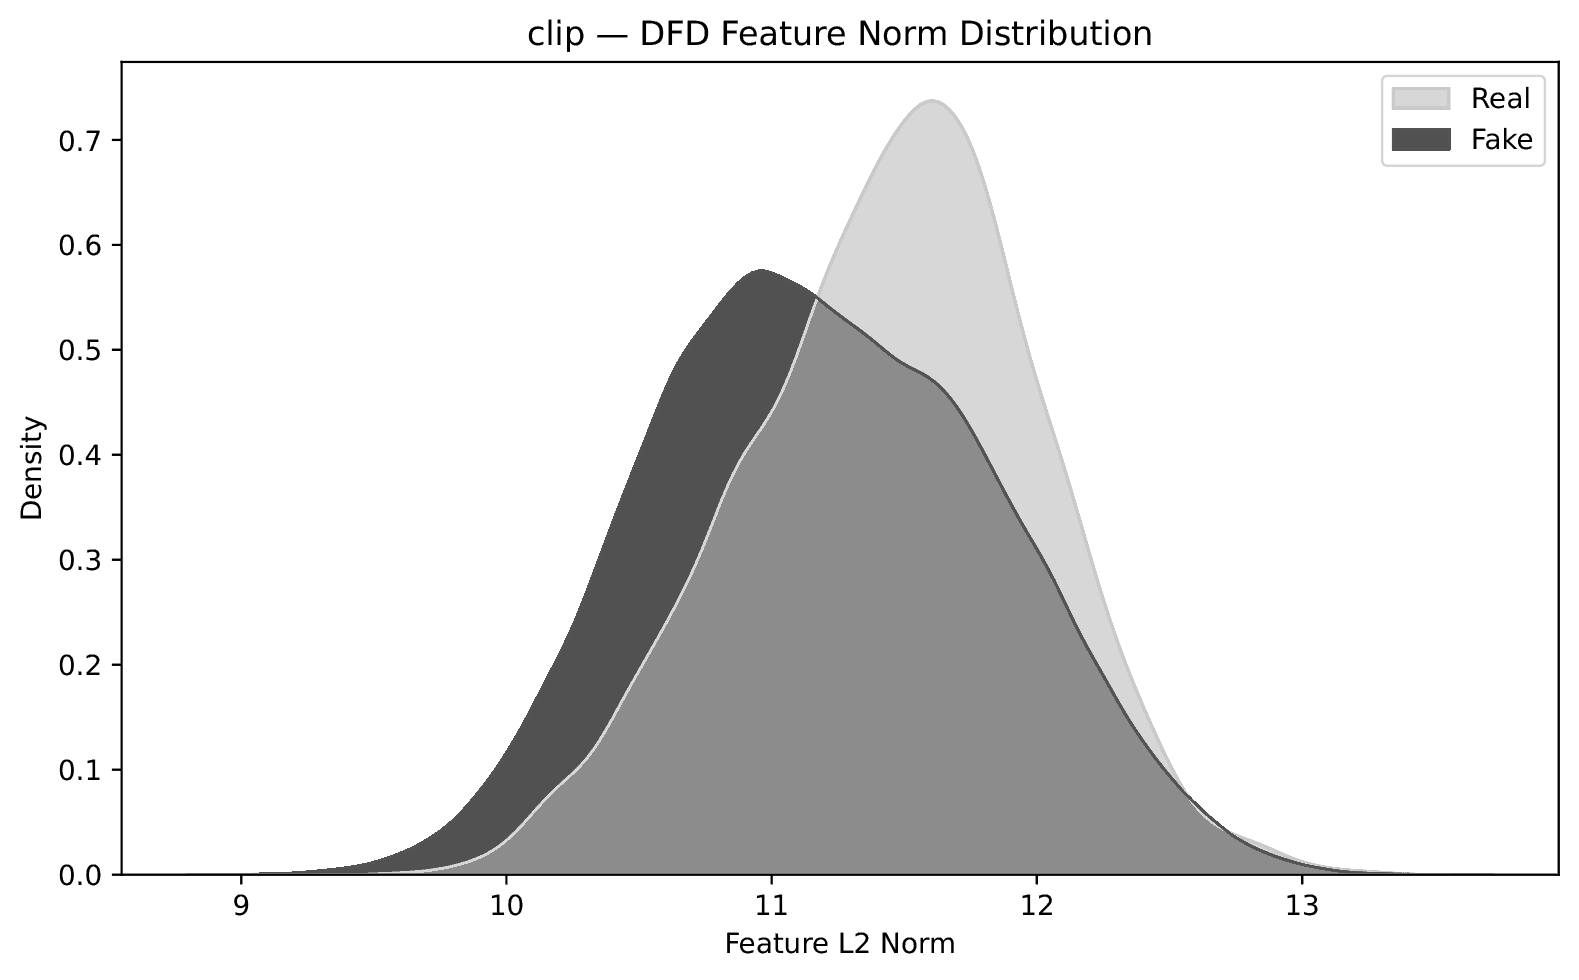 clip — DFD Feature Norm Distribution
Real
Fake
0.7
0.6
0.5
0.4
0.3
0.2
0.1
0.0
Density
9 10 11 12 13
Feature L2 Norm